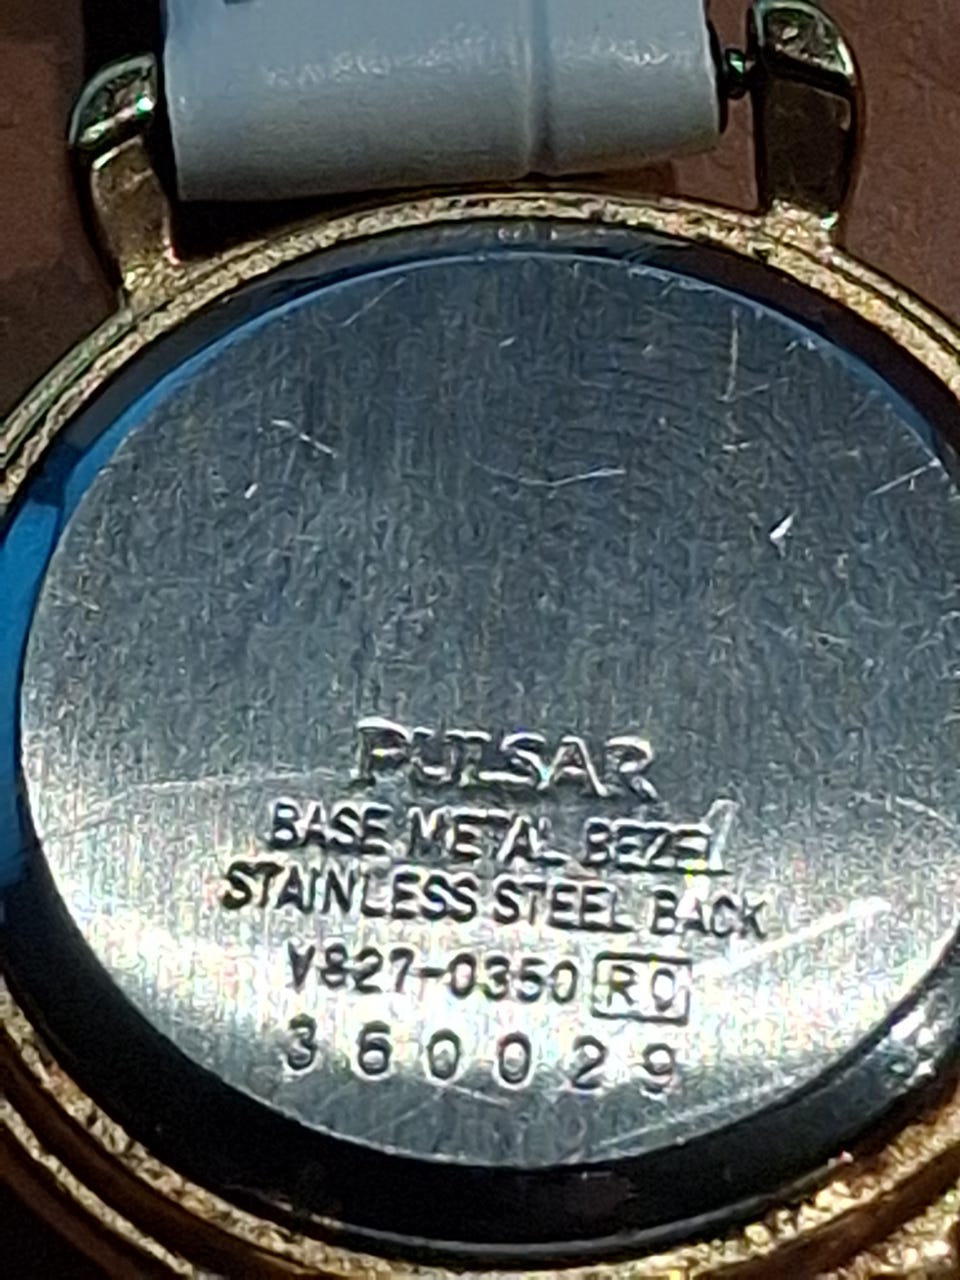 PULSAR
BASE METAL BEZEL
STAINLESS STEEL BACK
V827-0350 R0
360029